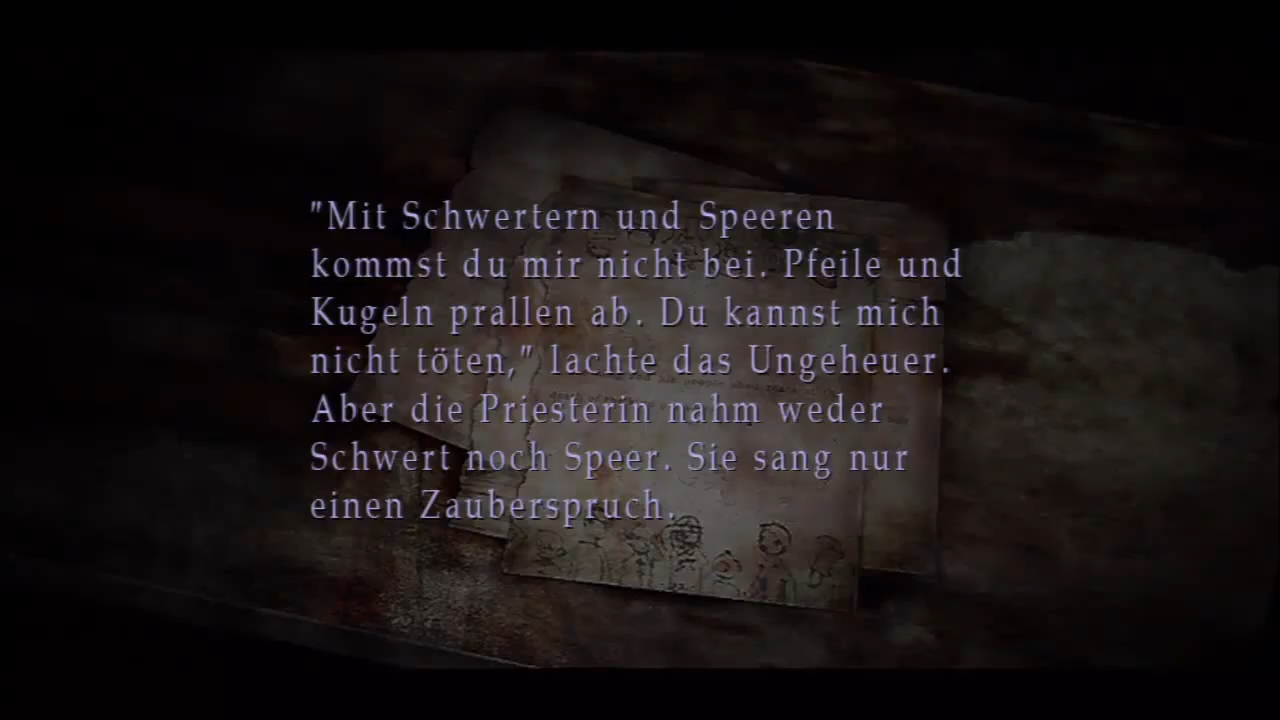 "Mit Schwertern und Speeren
kommst du mir nicht bei. Pfeile und
Kugeln prallen ab. Du kannst mich
nicht töten," lachte das Ungeheuer.
Aber die Priesterin nahm weder
Schwert noch Speer. Sie sang nur
einen Zauberspruch.